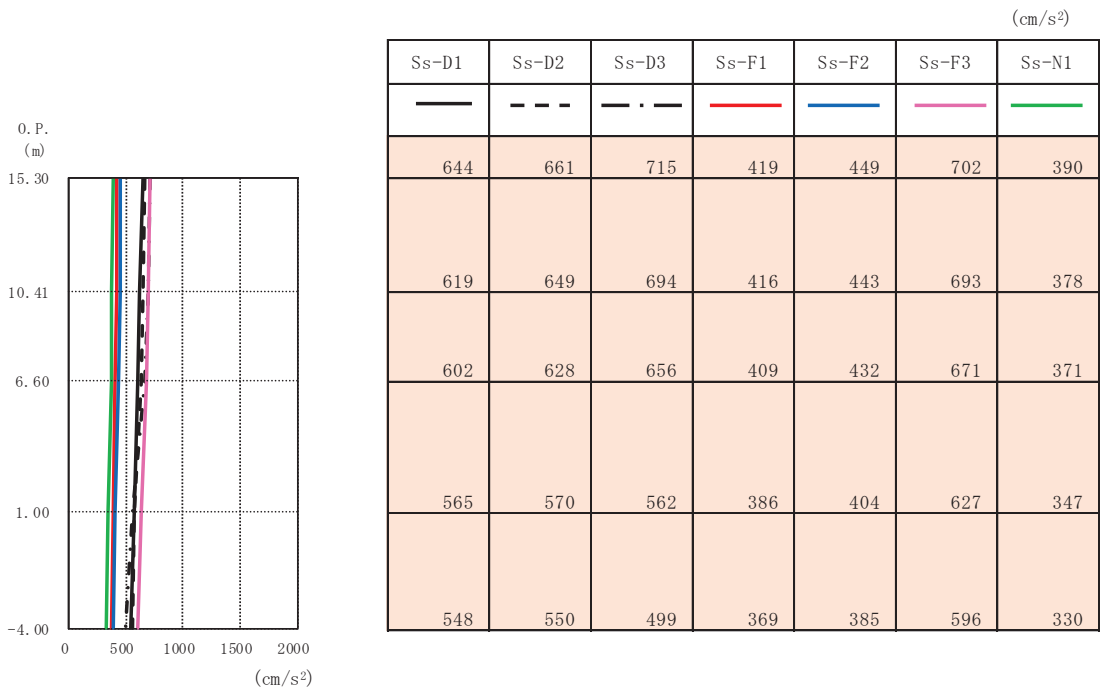 (cm/s²)
Ss-D1 Ss-D2 Ss-D3 Ss-F1 Ss-F2 Ss-F3 Ss-N1
O.P.
(m)
644 661 715 419 449 702 390
15.30
619 649 694 416 443 693 378
10.41
602 628 656 409 432 671 371
6.60
565 570 562 386 404 627 347
1.00
548 550 499 369 385 596 330
-4.00
0 500 1000 1500 2000
(cm/s²)